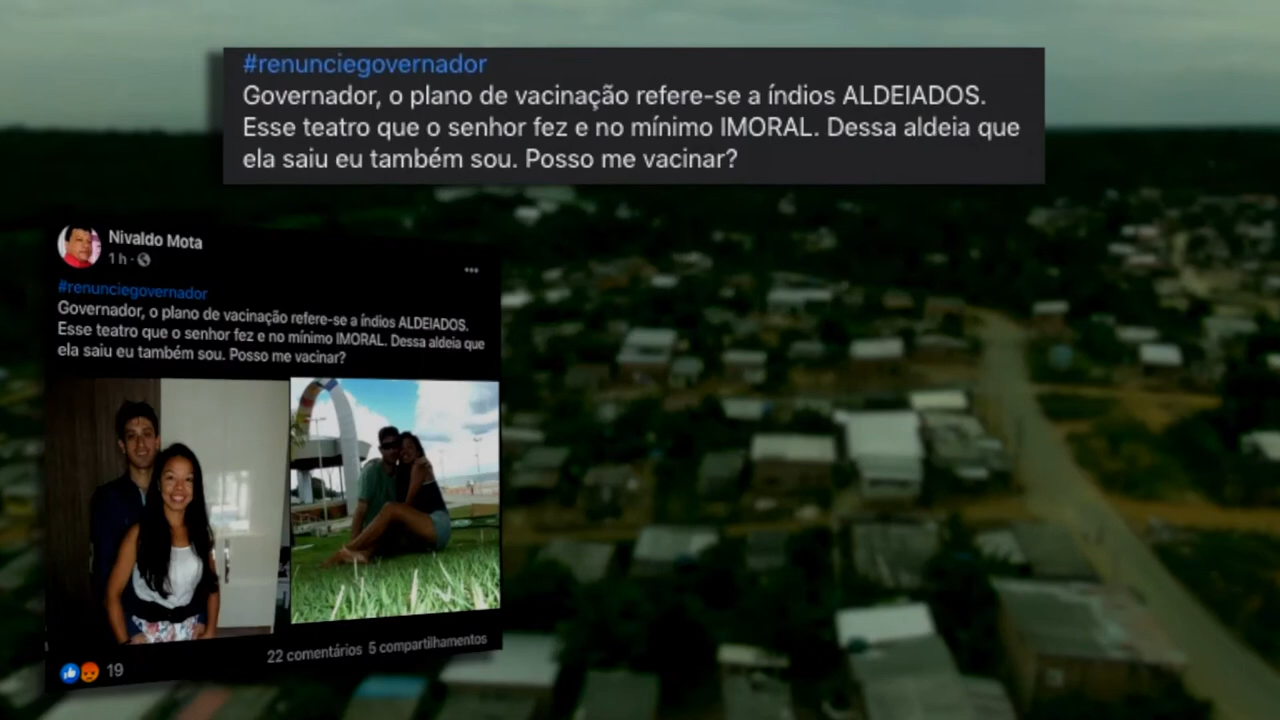 #renunciegovernador
Governador, o plano de vacinação refere-se a índios ALDEIADOS.
Esse teatro que o senhor fez e no mínimo IMORAL. Dessa aldeia que
ela saiu eu também sou. Posso me vacinar?
Nivaldo Mota
1 h ·
#renunciegovernador
Governador, o plano de vacinação refere-se a índios ALDEIADOS.
Esse teatro que o senhor fez e no mínimo IMORAL. Dessa aldeia que
ela saiu eu também sou. Posso me vacinar?
19
22 comentários 5 compartilhamentos